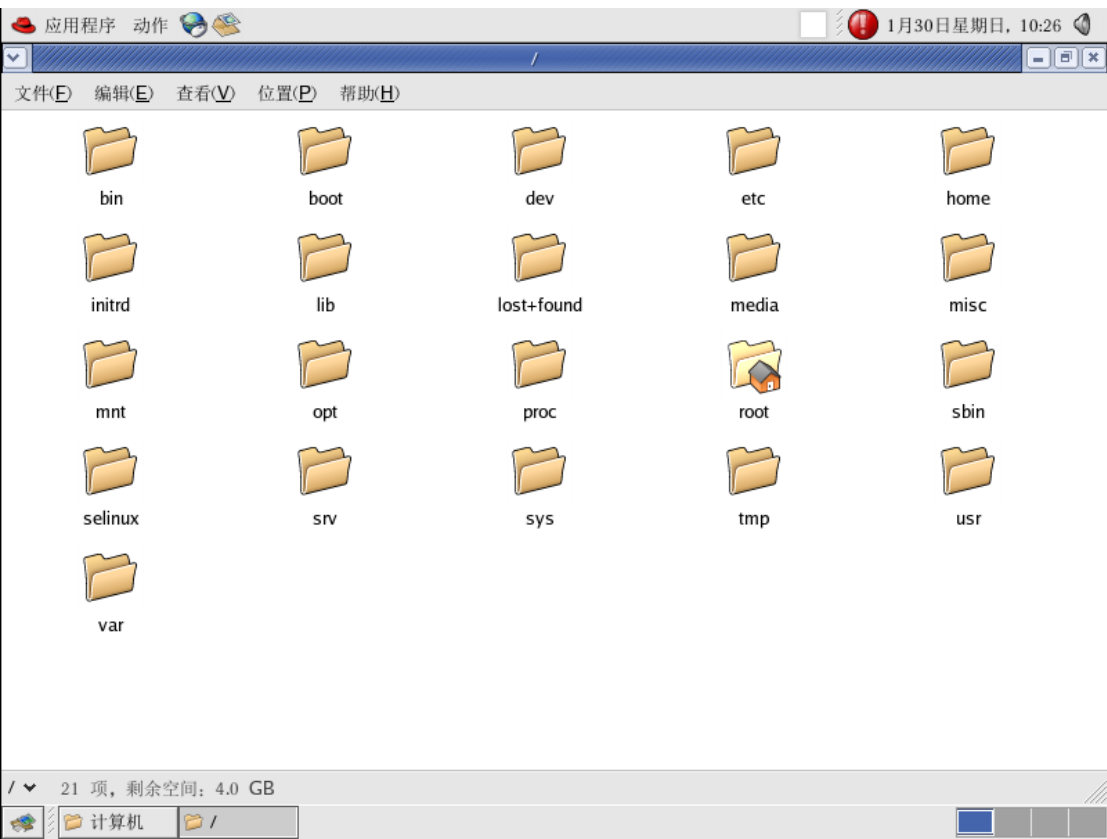 应用程序 动作 1月30日星期日, 10:26
/
文件(F) 编辑(E) 查看(V) 位置(P) 帮助(H)
bin boot dev etc home
initrd lib lost+found media misc
mnt opt proc root sbin
selinux srv sys tmp usr
var
/ 21 项, 剩余空间: 4.0 GB
计算机 /